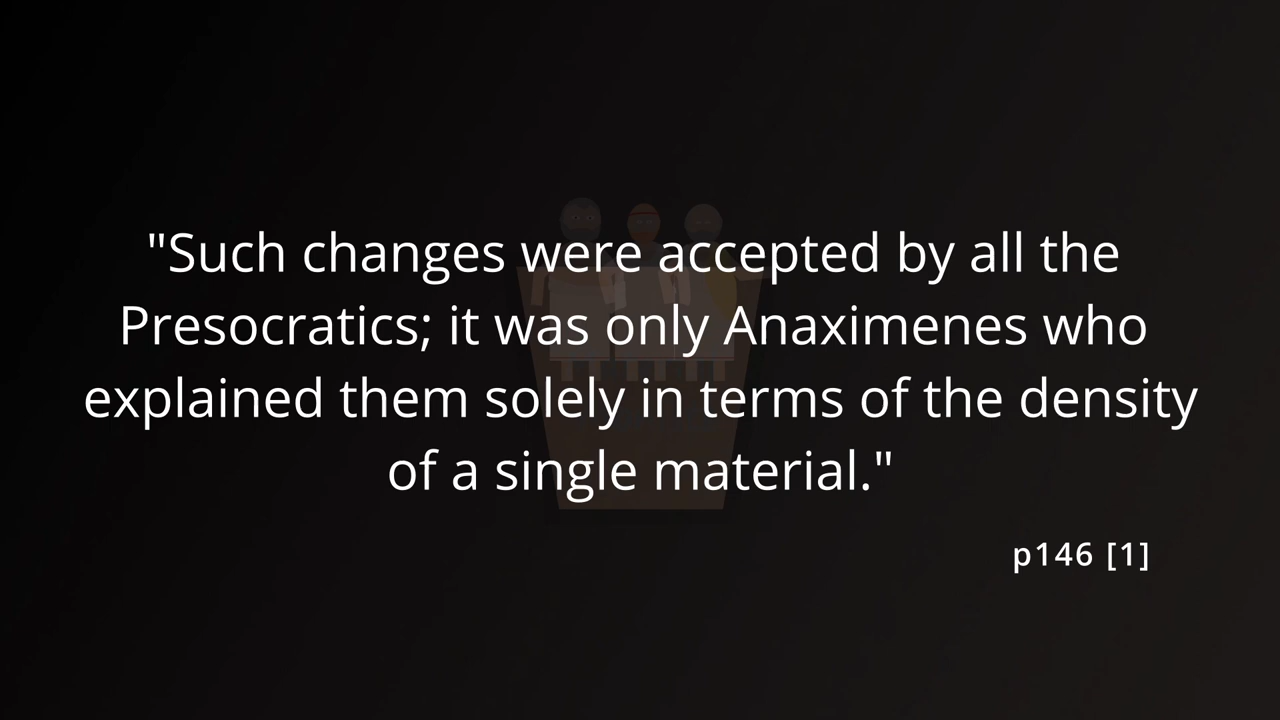 "Such changes were accepted by all the
Presocratics; it was only Anaximenes who
explained them solely in terms of the density
of a single material."
p146 [1]